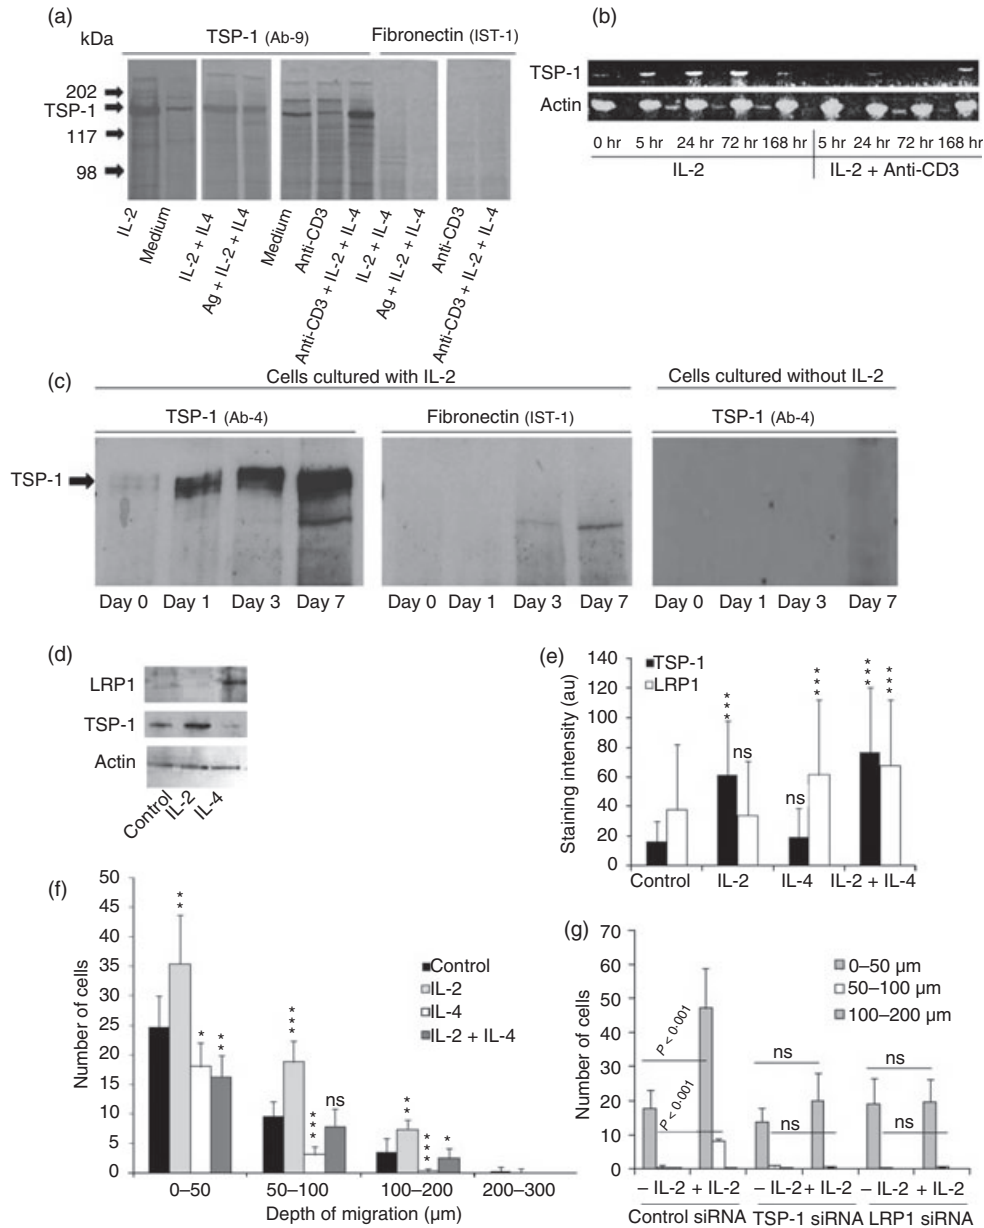 (a)
kDa
TSP-1 (Ab-9)
Fibronectin (IST-1)
202
TSP-1
117
98
IL-2
Medium
IL-2 + IL4
Ag + IL-2 + IL4
Medium
Anti-CD3
Anti-CD3 + IL-2 + IL-4
IL-2 + IL-4
Ag + IL-2 + IL-4
Anti-CD3
Anti-CD3 + IL-2 + IL-4
(b)
TSP-1
Actin
0 hr 5 hr 24 hr 72 hr 168 hr 5 hr 24 hr 72 hr 168 hr
IL-2
IL-2 + Anti-CD3
(c)
Cells cultured with IL-2
Cells cultured without IL-2
TSP-1 (Ab-4)
Fibronectin (IST-1)
TSP-1 (Ab-4)
TSP-1
Day 0 Day 1 Day 3 Day 7
Day 0 Day 1 Day 3 Day 7
Day 0 Day 1 Day 3 Day 7
(d)
LRP1
TSP-1
Actin
Control
IL-2
IL-4
(e)
Staining intensity (au)
140
120
100
80
60
40
20
0
TSP-1
LRP1
***
ns
ns
***
***
***
Control IL-2 IL-4 IL-2 + IL-4
(f)
Number of cells
50
45
40
35
30
25
20
15
10
5
0
**
*
**
***
***
ns
**
***
*
Control
IL-2
IL-4
IL-2 + IL-4
0–50 50–100 100–200 200–300
Depth of migration (µm)
(g)
Number of cells
70
60
50
40
30
20
10
0
0–50 µm
50–100 µm
100–200 µm
P < 0·001
P < 0·001
ns
ns
ns
ns
– IL-2 + IL-2 – IL-2 + IL-2 – IL-2 + IL-2
Control siRNA TSP-1 siRNA LRP1 siRNA